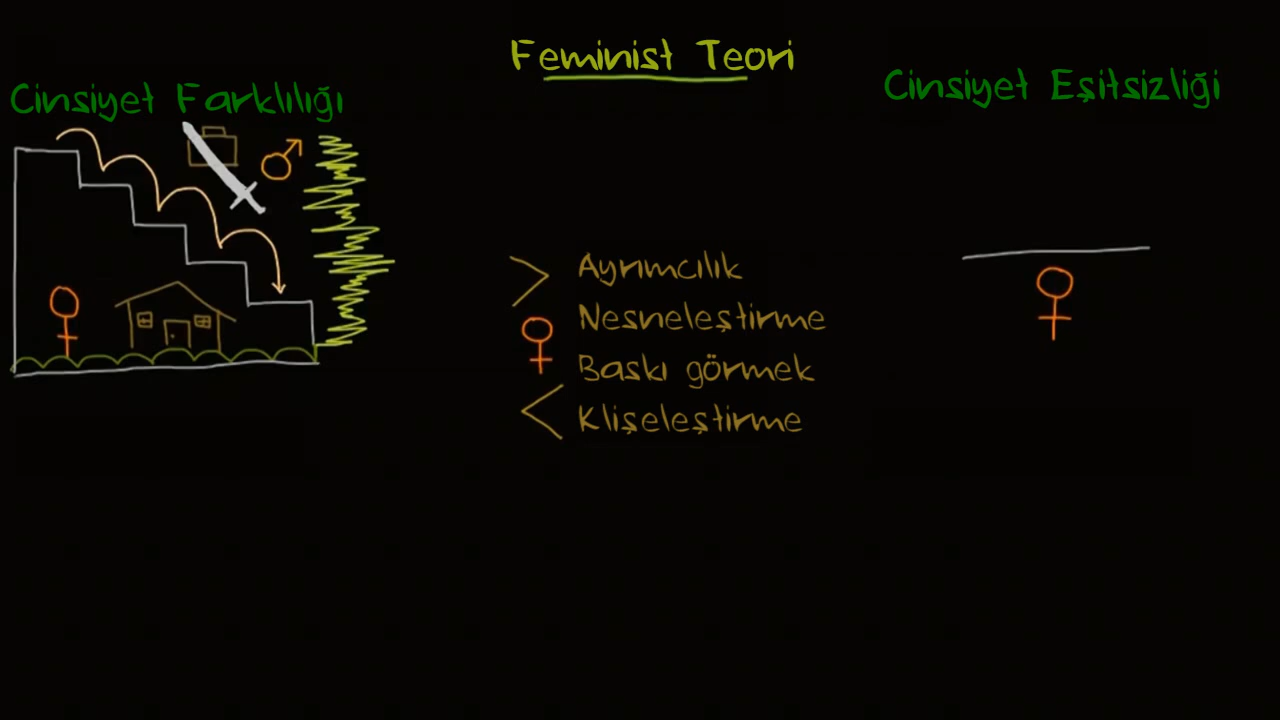 Feminist Teori
Cinsiyet Farklılığı
Cinsiyet Eşitsizliği
Ayrımcılık
Nesneleştirme
Baskı görmek
Klişeleştirme